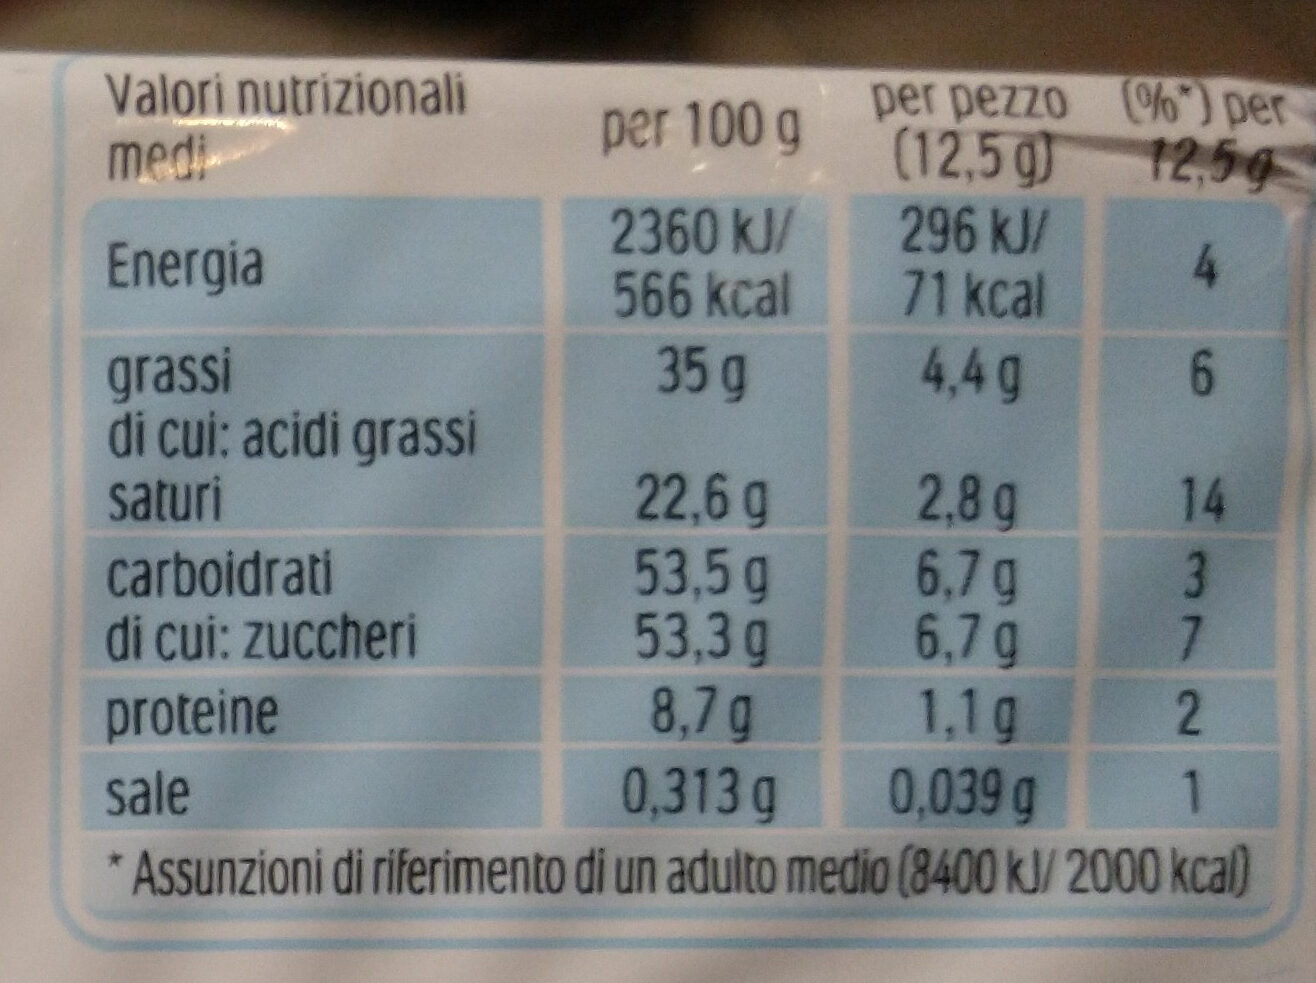 Valori nutrizionali medi per 100 g per pezzo (12,5 g) (%*) per 12,5 g
Energia 2360 kJ/ 566 kcal 296 kJ/ 71 kcal 4
grassi 35 g 4,4 g 6
di cui: acidi grassi
saturi 22,6 g 2,8 g 14
carboidrati 53,5 g 6,7 g 3
di cui: zuccheri 53,3 g 6,7 g 7
proteine 8,7 g 1,1 g 2
sale 0,313 g 0,039 g 1
* Assunzioni di riferimento di un adulto medio (8400 kJ/ 2000 kcal)